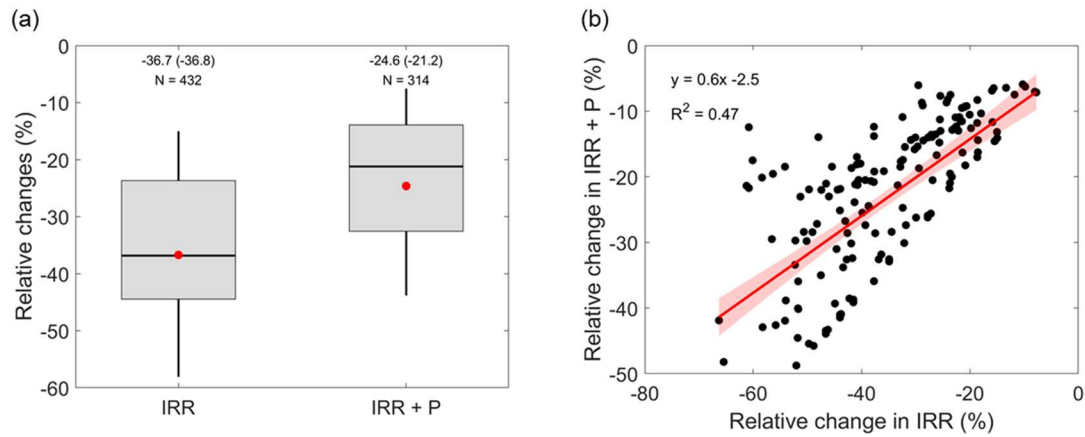 (a)
0
-10
-20
-30
-40
-50
-60
Relative changes (%)
-36.7 (-36.8)
N = 432
-24.6 (-21.2)
N = 314
IRR
IRR + P
(b)
0
-10
-20
-30
-40
-50
Relative change in IRR + P (%)
y = 0.6x -2.5
R² = 0.47
-80
-60
-40
-20
0
Relative change in IRR (%)